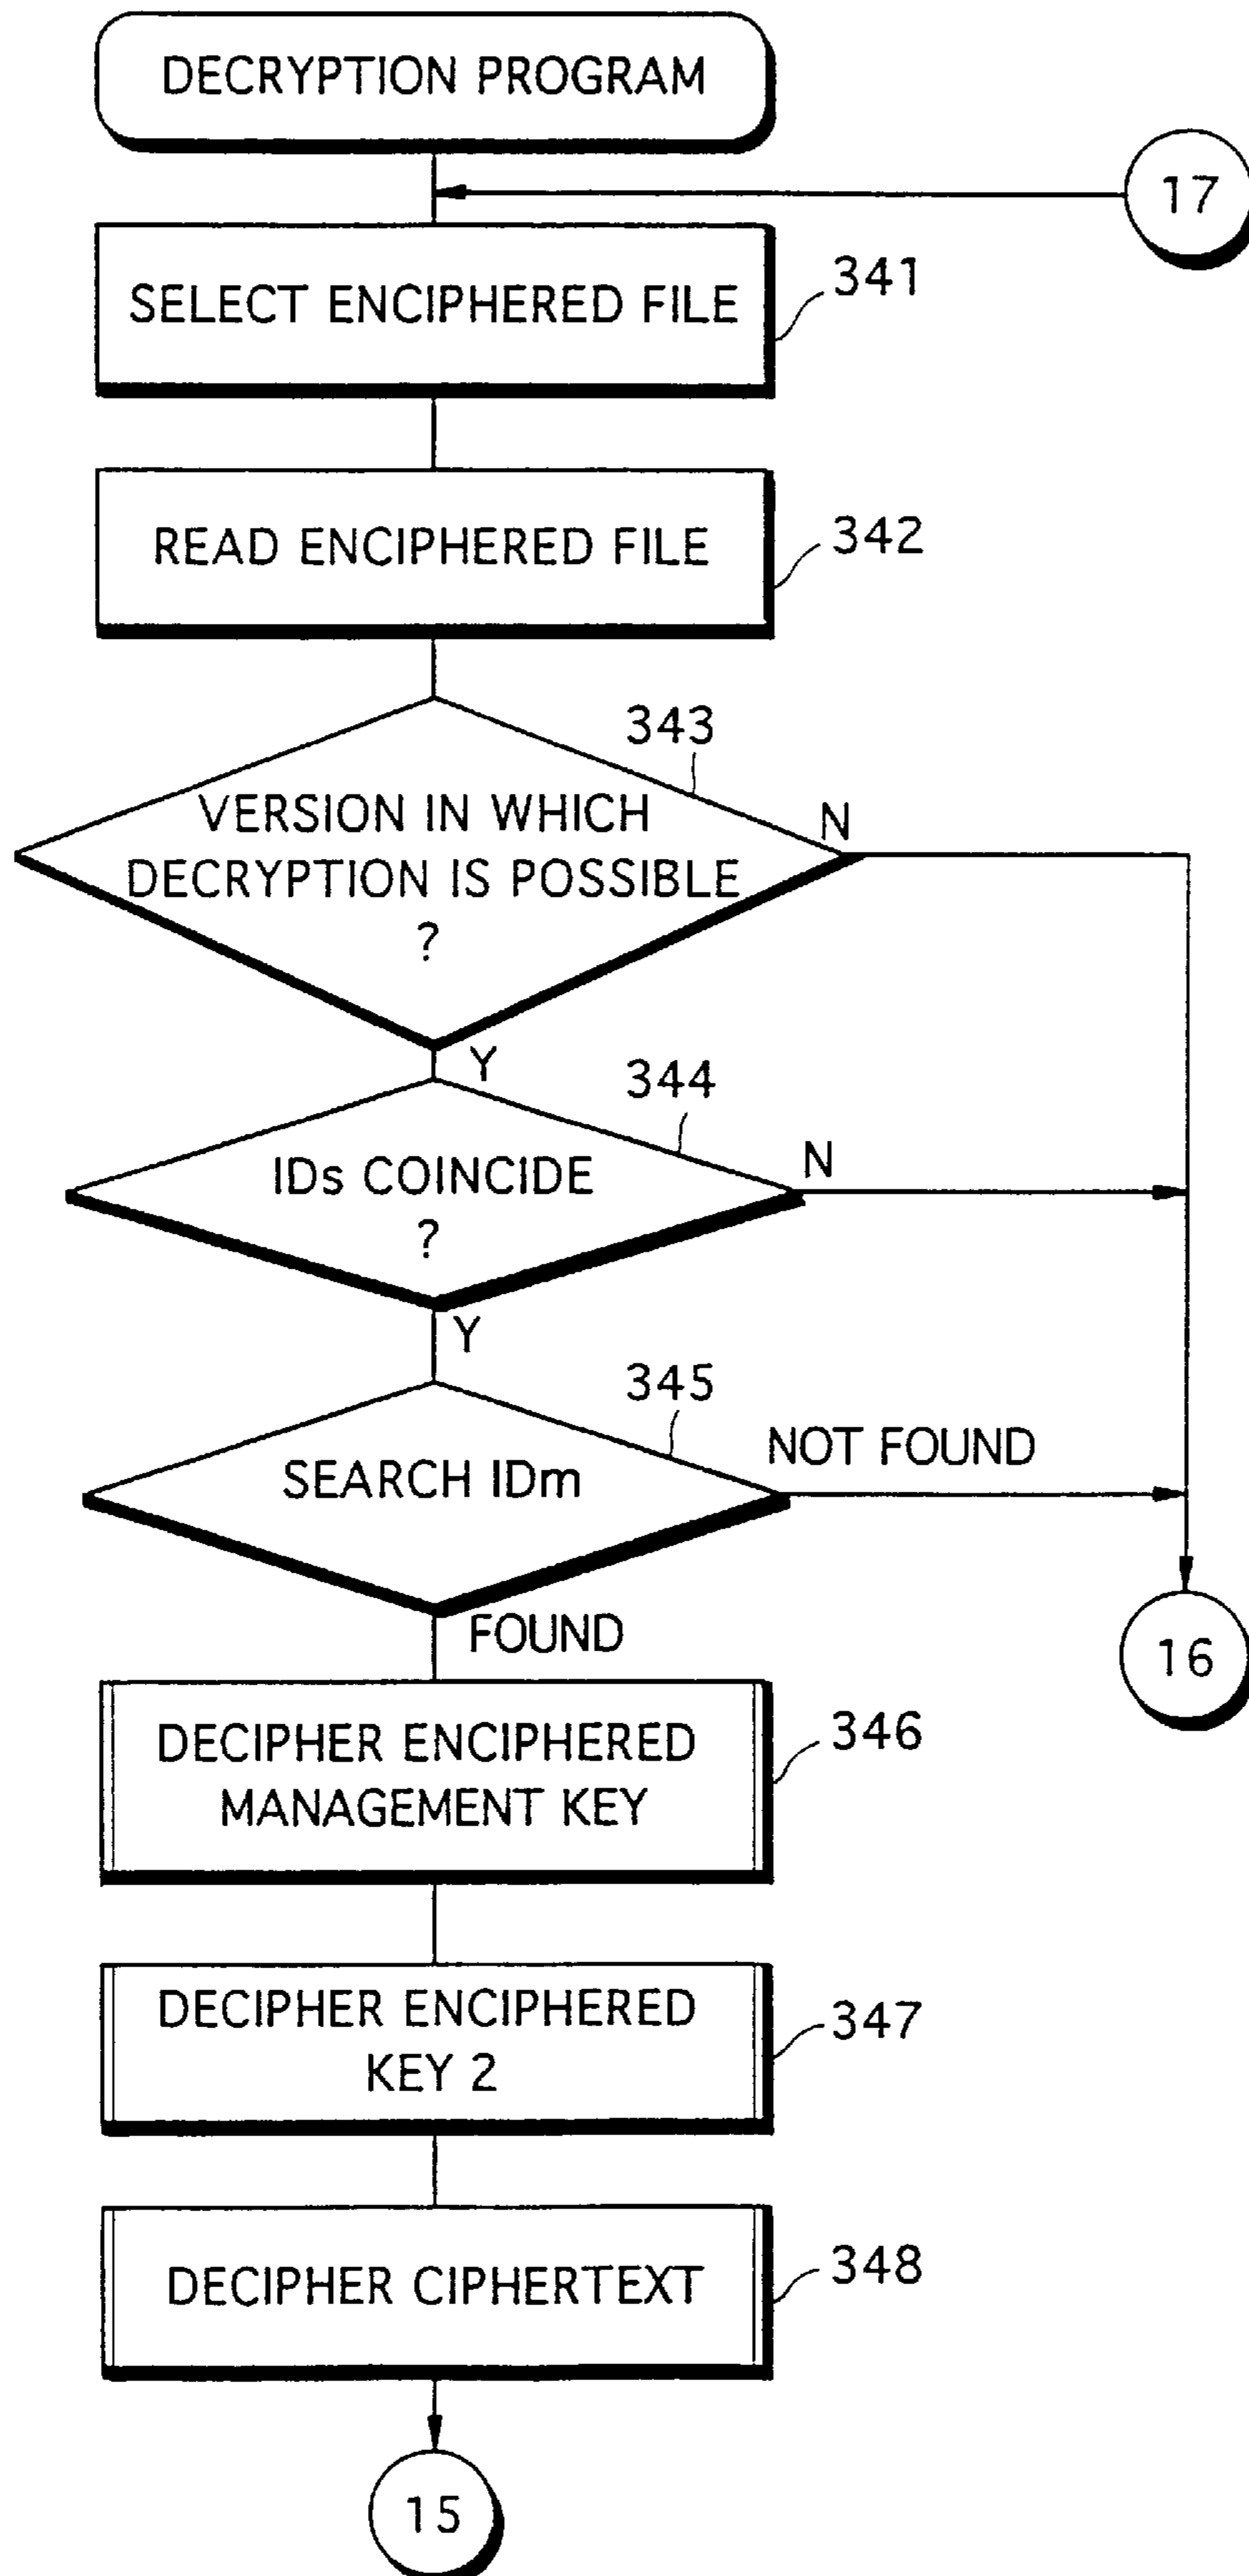 DECRYPTION PROGRAM
17
SELECT ENCIPHERED FILE
341
READ ENCIPHERED FILE
342
343
VERSION IN WHICH
DECRYPTION IS POSSIBLE
?
N
Y
344
IDs COINCIDE
?
N
Y
345
SEARCH IDm
NOT FOUND
FOUND
16
DECIPHER ENCIPHERED
MANAGEMENT KEY
346
DECIPHER ENCIPHERED
KEY 2
347
DECIPHER CIPHERTEXT
348
15